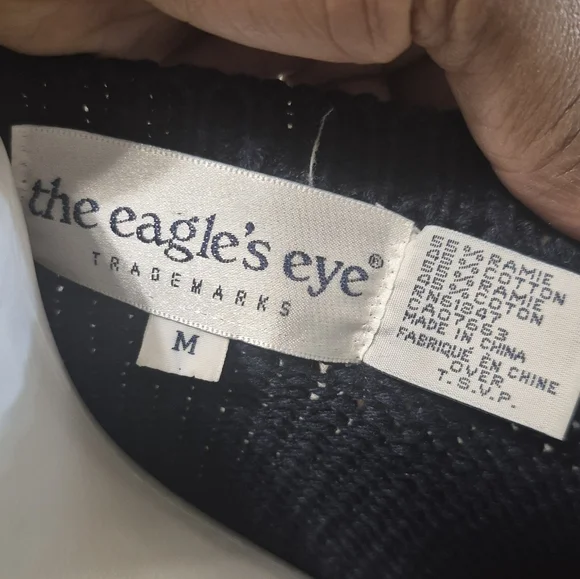 the eagle's eye®
TRADEMARKS
M
55% RAMIE
45% COTTON
55% RAMIE
45% COTON
RN61847
CA07663
MADE IN CHINA
FABRIQUÉ EN CHINE
OVER
T.S.V.P.